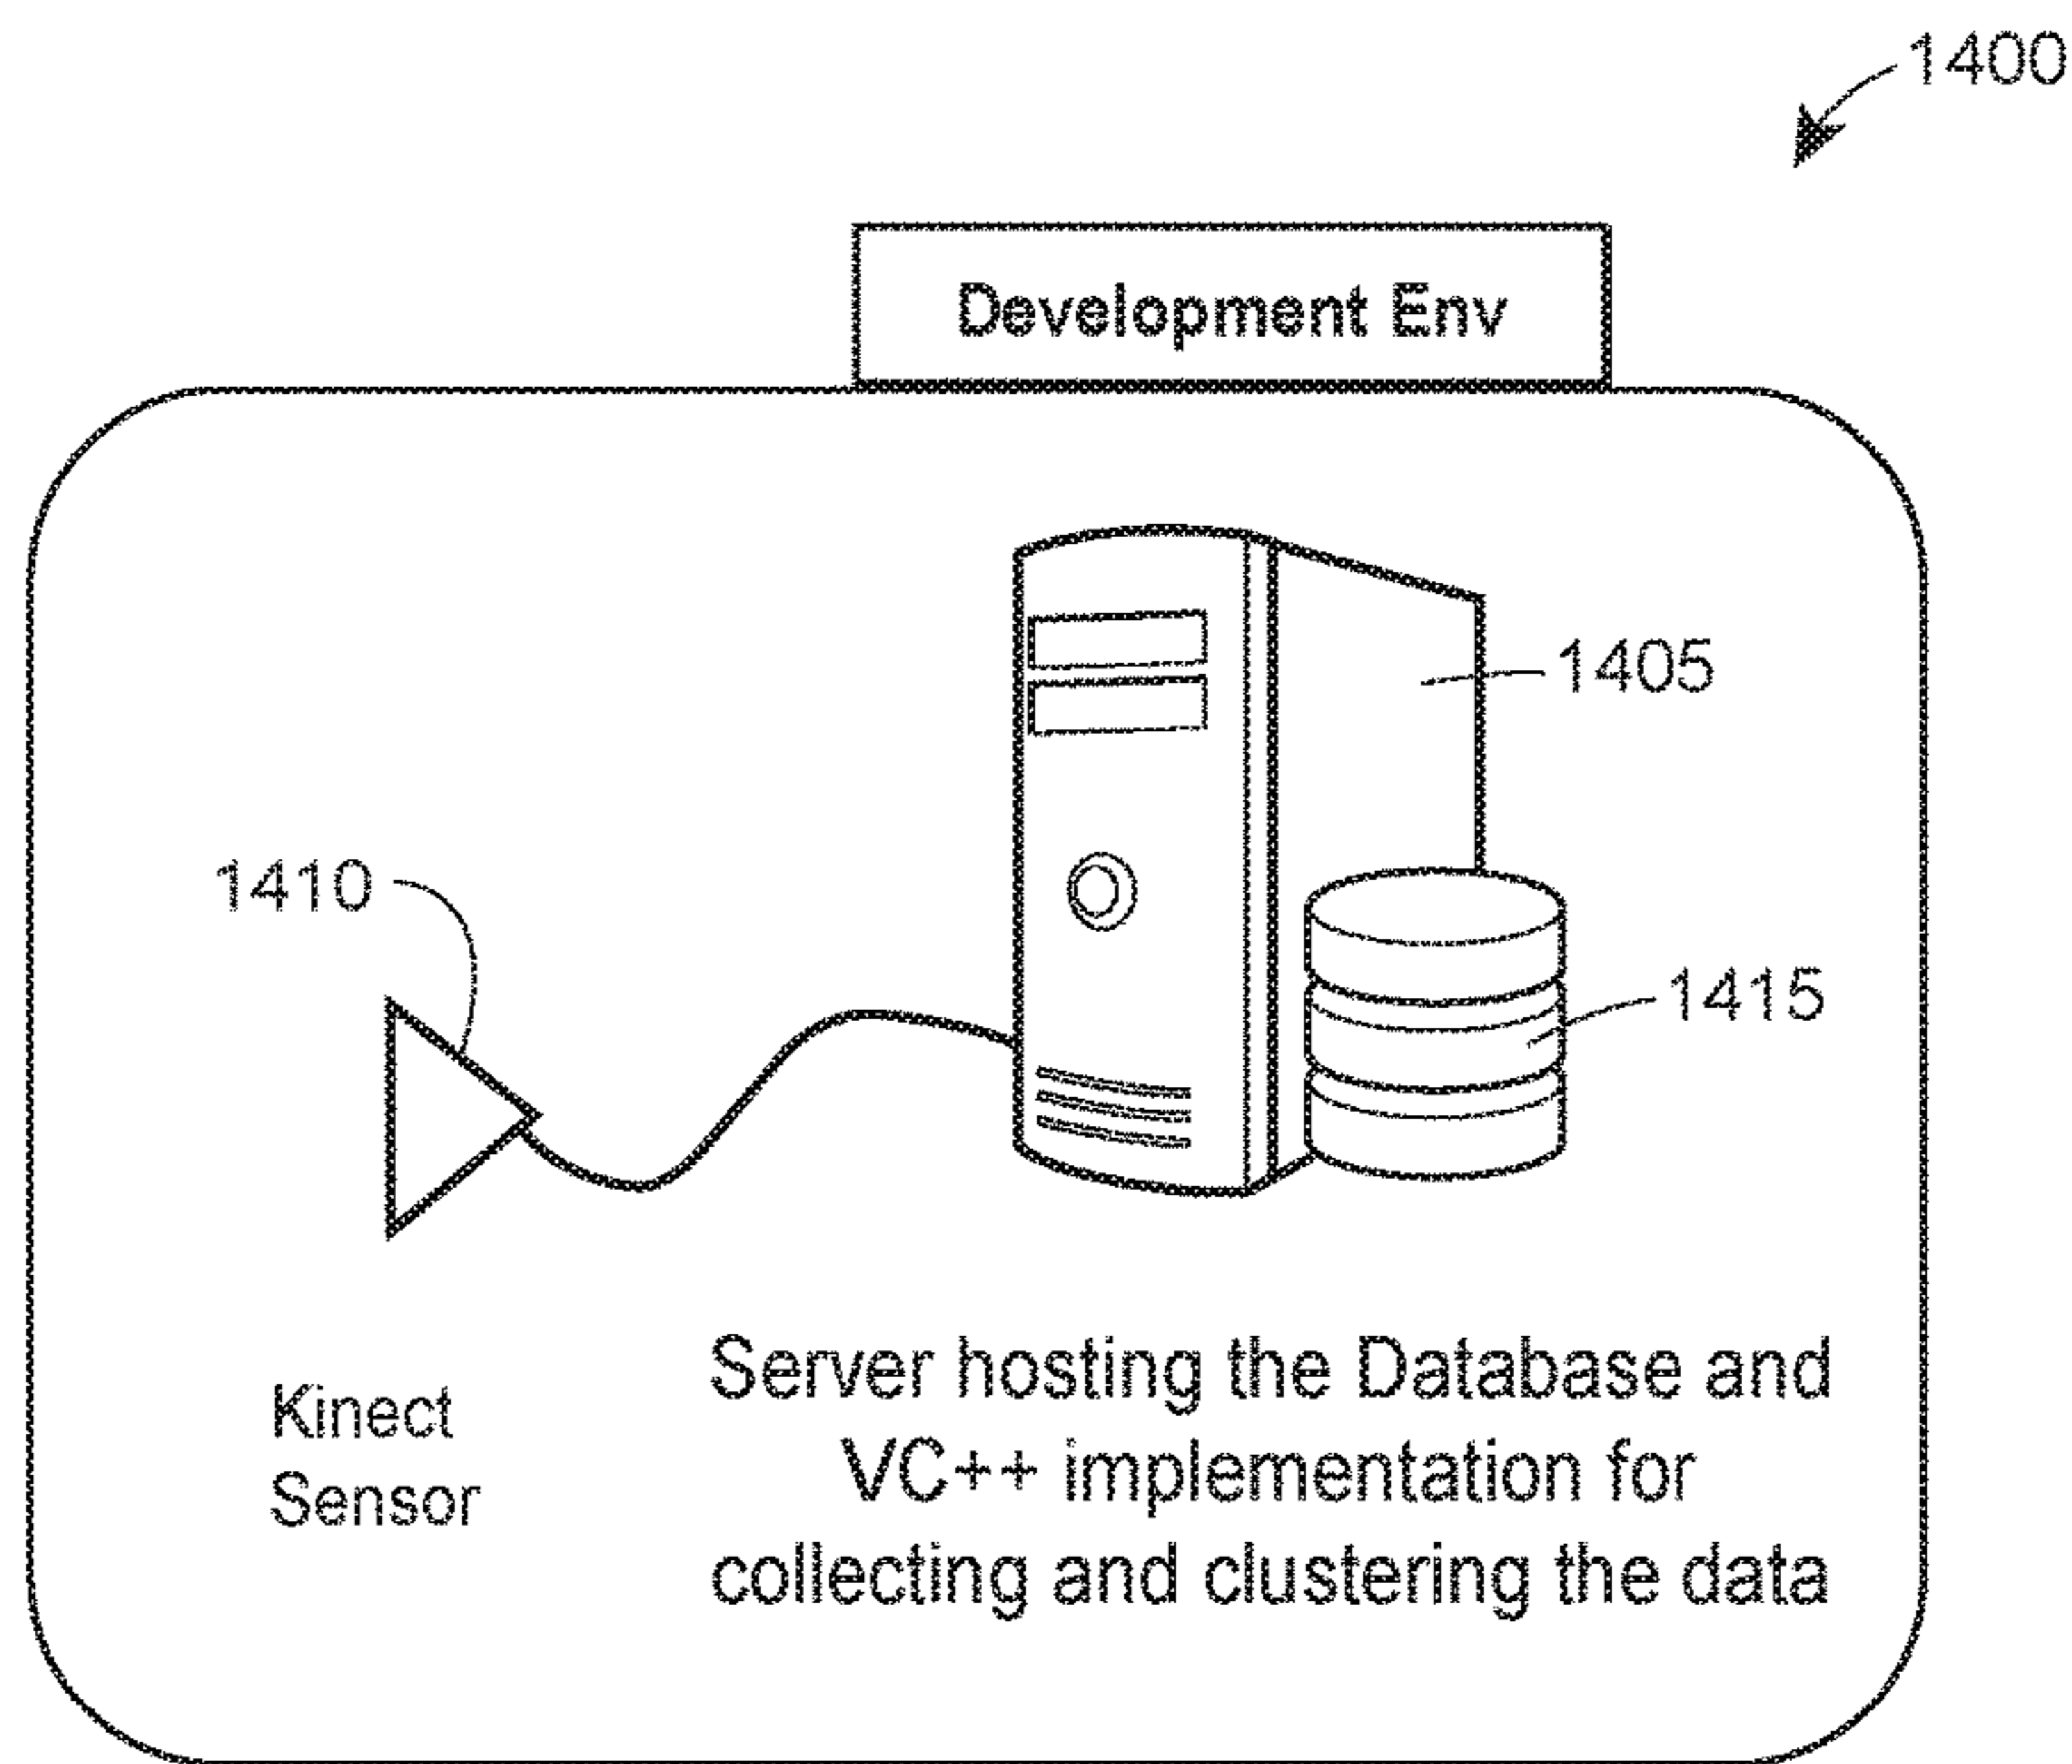 1400
Development Env
1405
1410
1415
Kinect
Sensor
Server hosting the Database and
VC++ implementation for
collecting and clustering the data